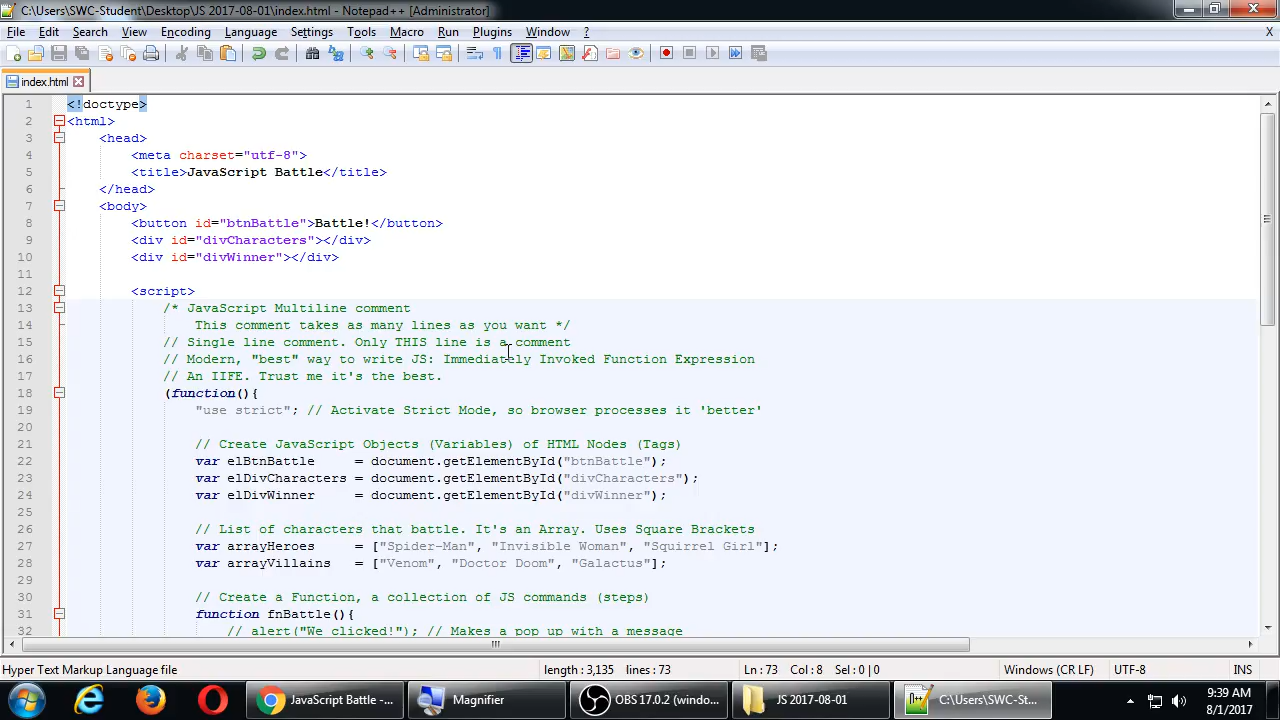 C:\Users\SWC-Student\Desktop\JS 2017-08-01\index.html - Notepad++ [Administrator]
File Edit Search View Encoding Language Settings Tools Macro Run Plugins Window ? X
index.html
1 <!doctype>
2 <html>
3 <head>
4 <meta charset="utf-8">
5 <title>JavaScript Battle</title>
6 </head>
7 <body>
8 <button id="btnBattle">Battle!</button>
9 <div id="divCharacters"></div>
10 <div id="divWinner"></div>
11
12 <script>
13 /* JavaScript Multiline comment
14 This comment takes as many lines as you want */
15 // Single line comment. Only THIS line is a comment
16 // Modern, "best" way to write JS: Immediately Invoked Function Expression
17 // An IIFE. Trust me it's the best.
18 (function(){
19 "use strict"; // Activate Strict Mode, so browser processes it 'better'
20
21 // Create JavaScript Objects (Variables) of HTML Nodes (Tags)
22 var elBtnBattle = document.getElementById("btnBattle");
23 var elDivCharacters = document.getElementById("divCharacters");
24 var elDivWinner = document.getElementById("divWinner");
25
26 // List of characters that battle. It's an Array. Uses Square Brackets
27 var arrayHeroes = ["Spider-Man", "Invisible Woman", "Squirrel Girl"];
28 var arrayVillains = ["Venom", "Doctor Doom", "Galactus"];
29
30 // Create a Function, a collection of JS commands (steps)
31 function fnBattle(){
32 // alert("We clicked!"); // Makes a pop up with a message
Hyper Text Markup Language file length : 3,135 lines : 73 Ln : 73 Col : 8 Sel : 0 | 0 Windows (CR LF) UTF-8 INS
JavaScript Battle -... Magnifier OBS 17.0.2 (windo... JS 2017-08-01 C:\Users\SWC-St... 9:39 AM
8/1/2017